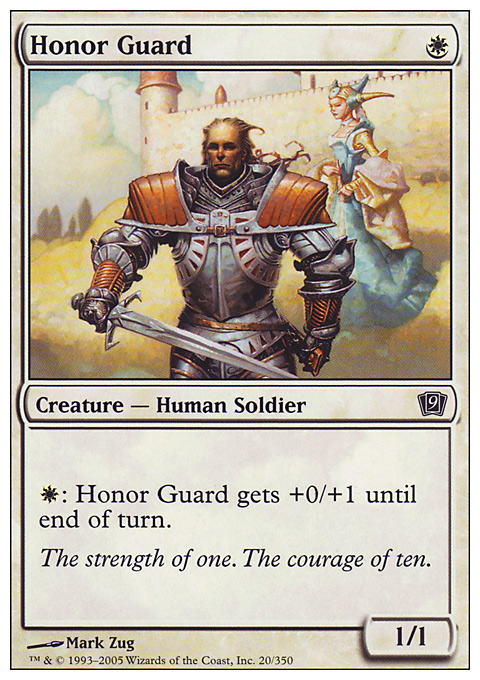 Honor Guard
Creature — Human Soldier
9
: Honor Guard gets +0/+1 until
end of turn.
The strength of one. The courage of ten.
Mark Zug
1/1
™ & © 1993–2005 Wizards of the Coast, Inc. 20/350